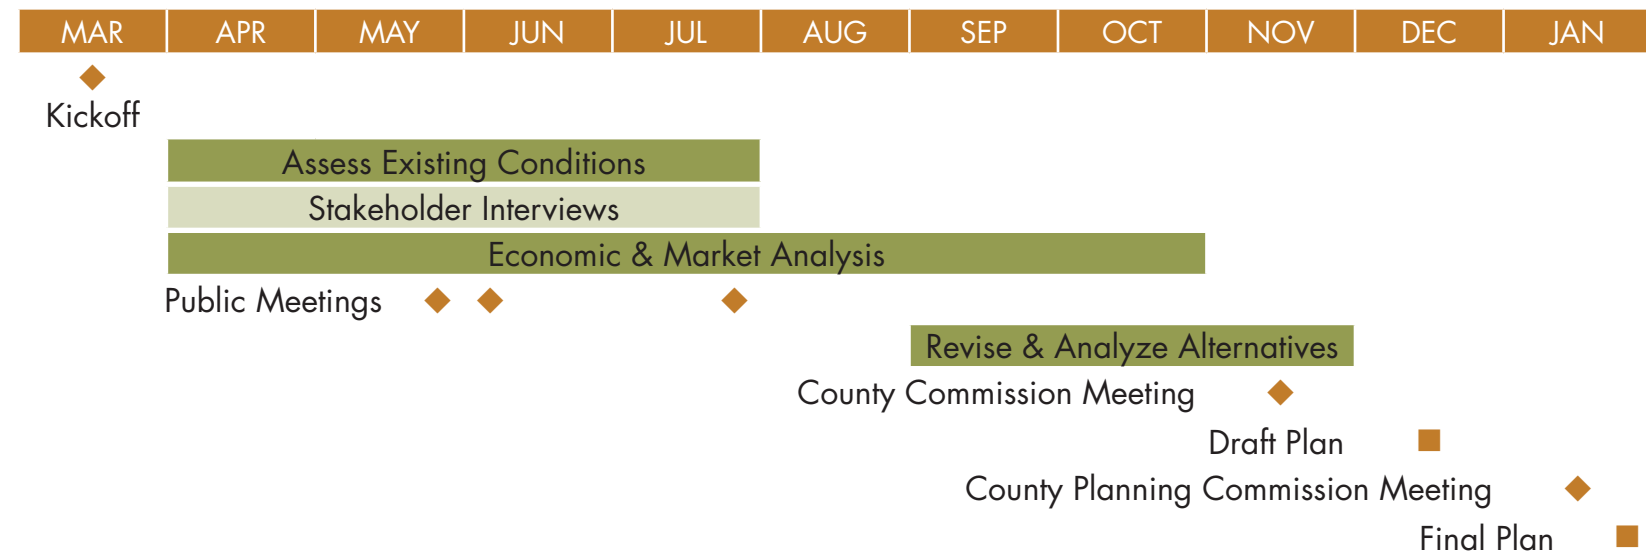 MAR APR MAY JUN JUL AUG SEP OCT NOV DEC JAN
Kickoff
Assess Existing Conditions
Stakeholder Interviews
Economic & Market Analysis
Public Meetings
Revise & Analyze Alternatives
County Commission Meeting
Draft Plan
County Planning Commission Meeting
Final Plan